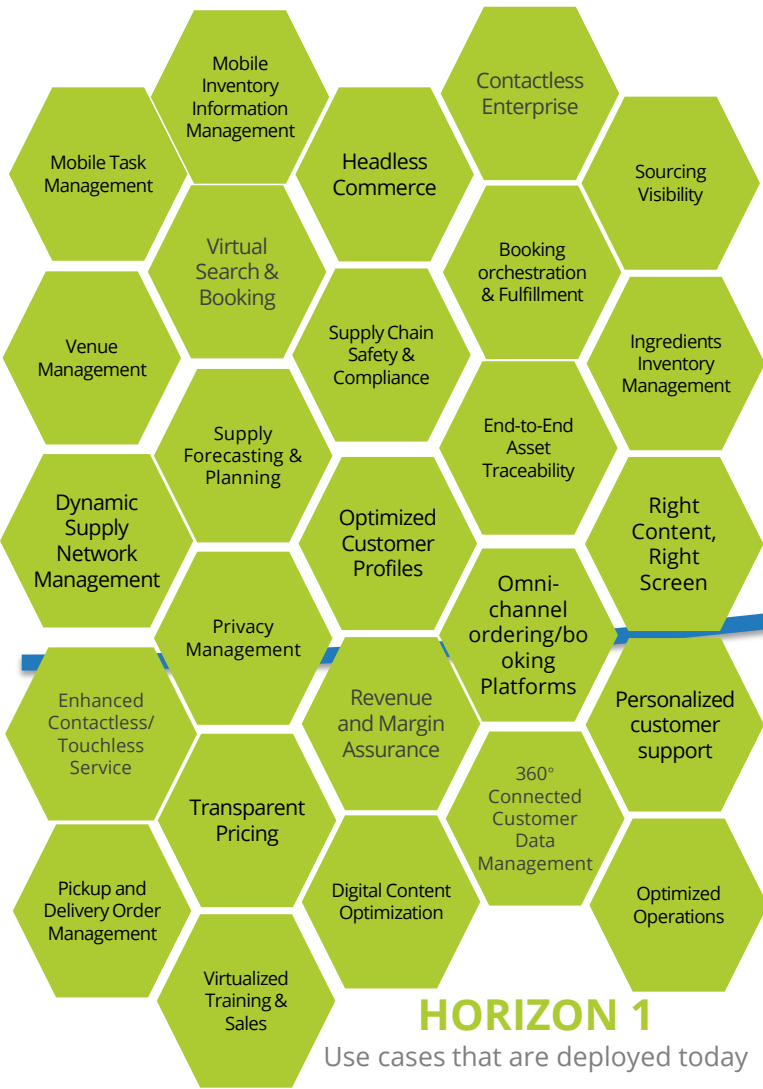 Mobile
Inventory
Information
Management
Contactless
Enterprise
Mobile Task
Management
Headless
Commerce
Sourcing
Visibility
Virtual
Search &
Booking
Booking
orchestration
& Fulfillment
Venue
Management
Supply Chain
Safety &
Compliance
Ingredients
Inventory
Management
Supply
Forecasting &
Planning
End-to-End
Asset
Traceability
Dynamic
Supply
Network
Management
Optimized
Customer
Profiles
Right
Content,
Right
Screen
Privacy
Management
Omni-
channel
ordering/bo
oking
Platforms
Enhanced
Contactless/
Touchless
Service
Revenue
and Margin
Assurance
Personalized
customer
support
Transparent
Pricing
360°
Connected
Customer
Data
Management
Pickup and
Delivery Order
Management
Digital Content
Optimization
Optimized
Operations
Virtualized
Training &
Sales
HORIZON 1
Use cases that are deployed today